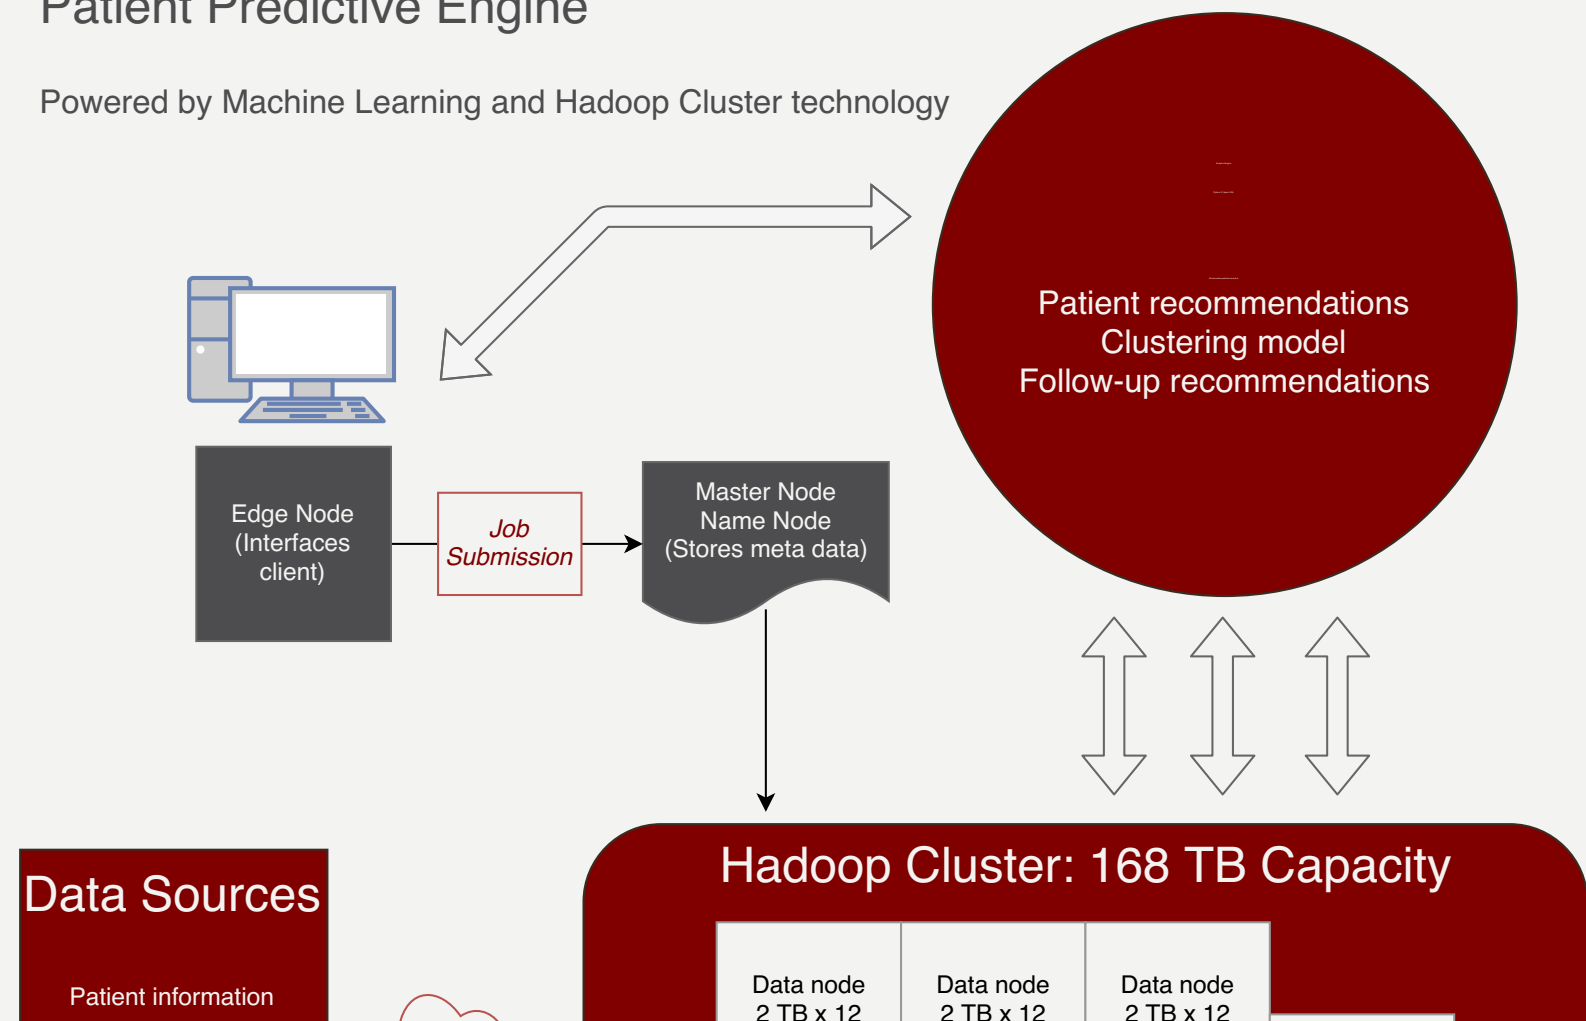 Patient Predictive Engine
Powered by Machine Learning and Hadoop Cluster technology
Patient recommendations
Clustering model
Follow-up recommendations
Edge Node
(Interfaces
client)
Job
Submission
Master Node
Name Node
(Stores meta data)
Hadoop Cluster: 168 TB Capacity
Data Sources
Patient information
Data node
2 TB x 12
Data node
2 TB x 12
Data node
2 TB x 12